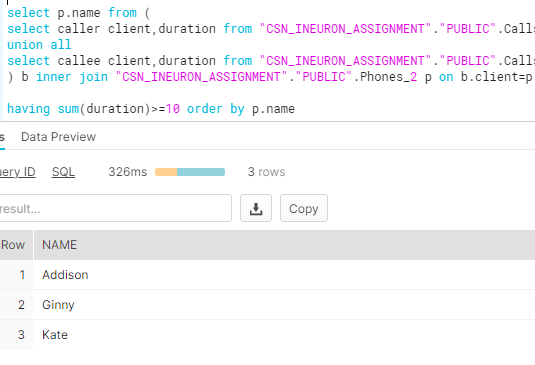 select p.name from (
select caller client,duration from "CSN_INEURON_ASSIGNMENT"."PUBLIC".Calls
union all
select callee client,duration from "CSN_INEURON_ASSIGNMENT"."PUBLIC".Calls
) b inner join "CSN_INEURON_ASSIGNMENT"."PUBLIC".Phones_2 p on b.client=p
having sum(duration)>=10 order by p.name
s Data Preview
uery ID SQL 326ms 3 rows
result... Copy
Row NAME
1 Addison
2 Ginny
3 Kate